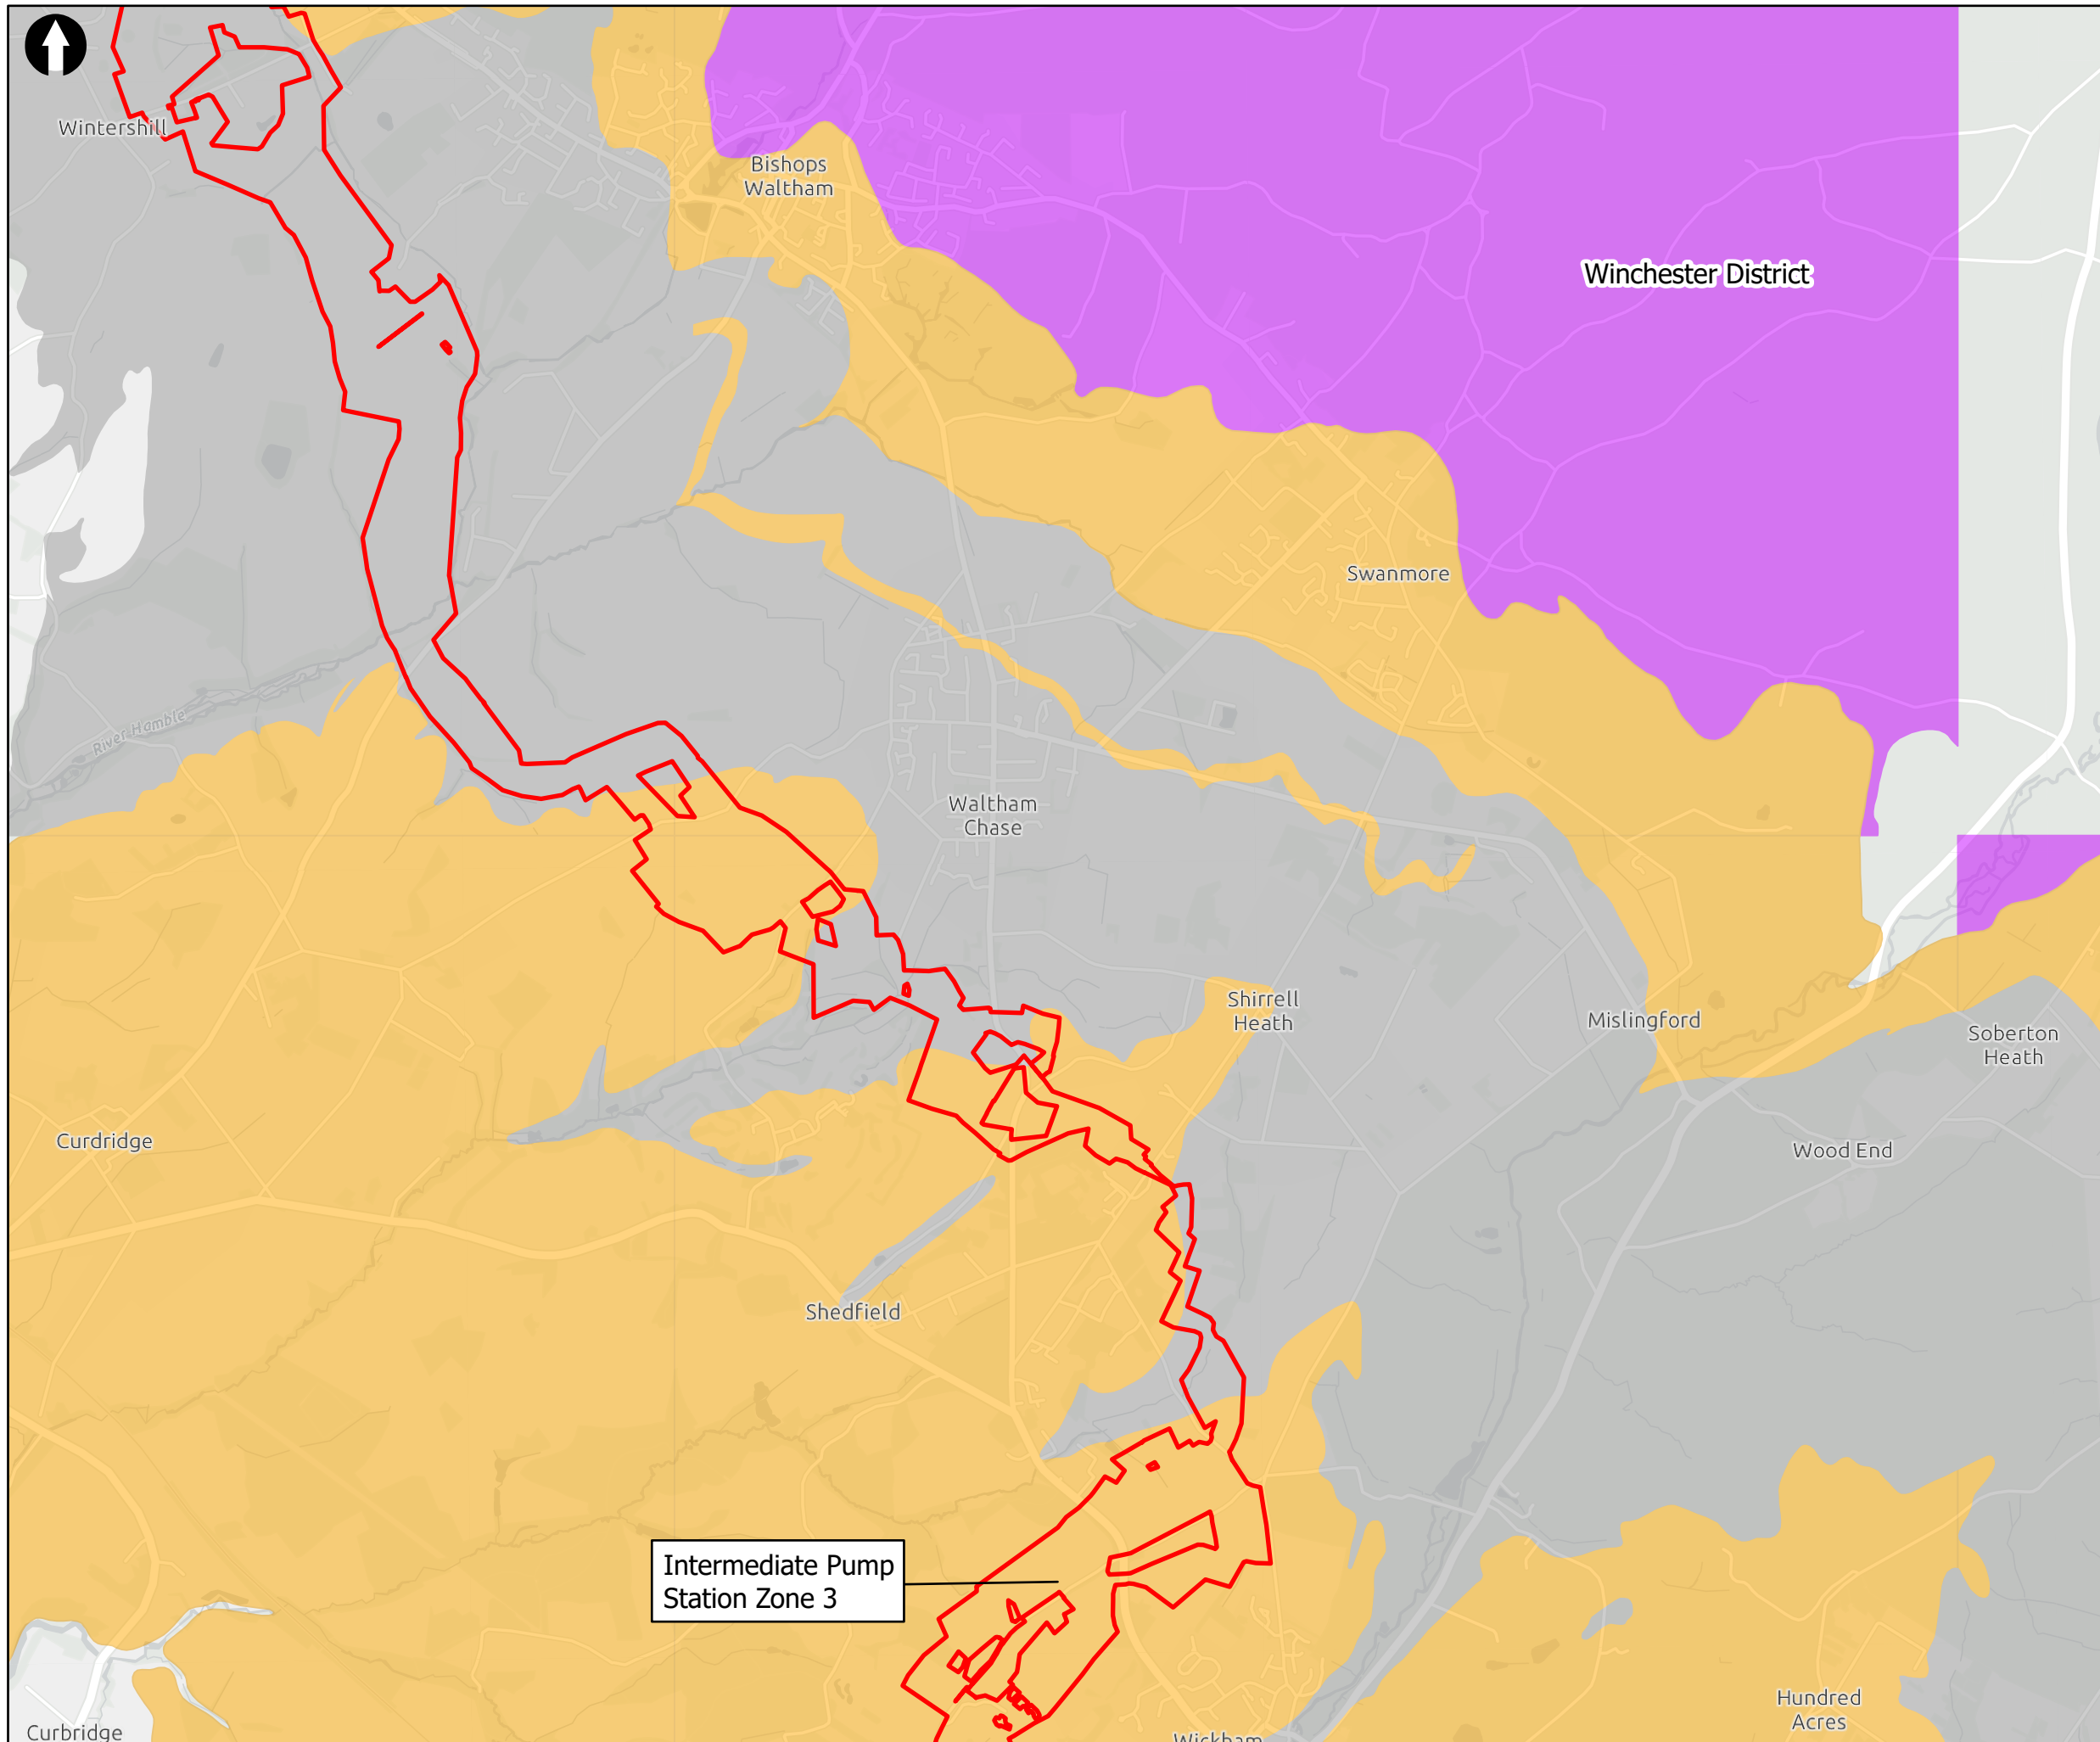 Wintershill
Bishops
Waltham
Winchester District
Swanmore
River Hamble
Waltham
Chase
Shirrell
Heath
Mislingford
Soberton
Heath
Curdridge
Wood End
Shedfield
Intermediate Pump
Station Zone 3
Hundred
Acres
Curbridge
Wickham